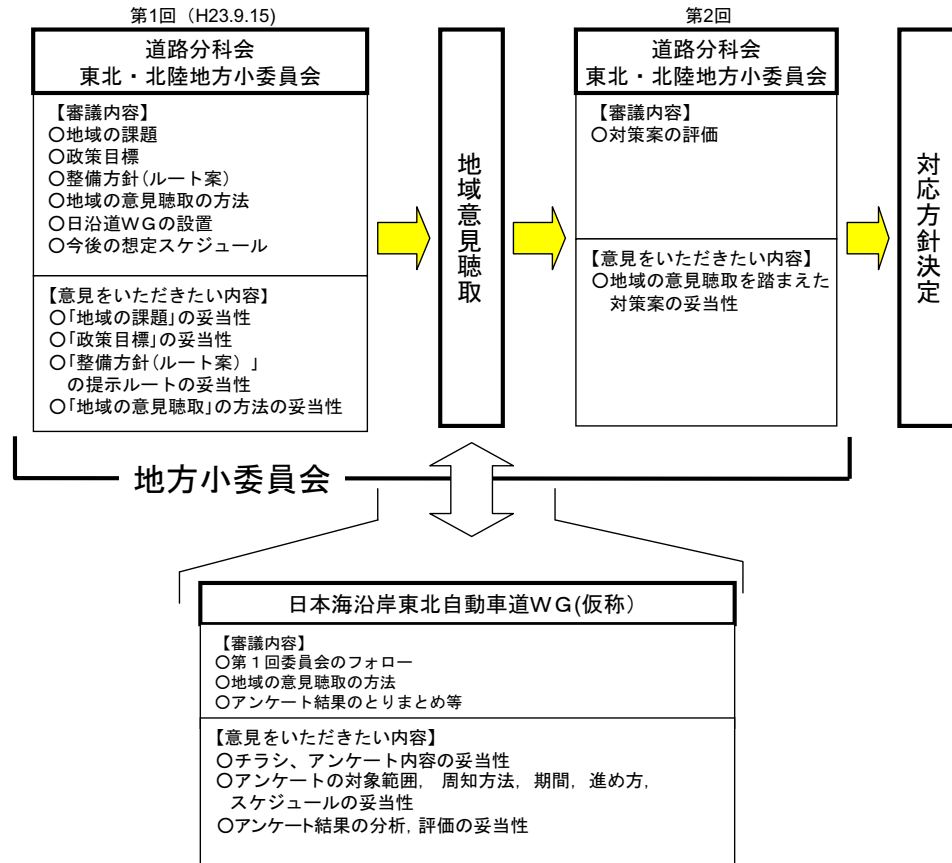 第1回（H23.9.15)
道路分科会
東北・北陸地方小委員会
【審議内容】
〇地域の課題
〇政策目標
〇整備方針(ルート案)
〇地域の意見聴取の方法
〇日沿道ＷＧの設置
〇今後の想定スケジュール
【意見をいただきたい内容】
〇「地域の課題」の妥当性
〇「政策目標」の妥当性
〇「整備方針(ルート案) 」
の提示ルートの妥当性
〇「地域の意見聴取」の方法の妥当性
地域意見聴取
第2回
道路分科会
東北・北陸地方小委員会
【審議内容】
〇対策案の評価
【意見をいただきたい内容】
〇地域の意見聴取を踏まえた
対策案の妥当性
対応方針決定
地方小委員会
日本海沿岸東北自動車道ＷＧ(仮称）
【審議内容】
〇第１回委員会のフォロー
〇地域の意見聴取の方法
〇アンケート結果のとりまとめ等
【意見をいただきたい内容】
〇チラシ、アンケート内容の妥当性
〇アンケートの対象範囲，周知方法，期間，進め方，
スケジュールの妥当性
〇アンケート結果の分析，評価の妥当性